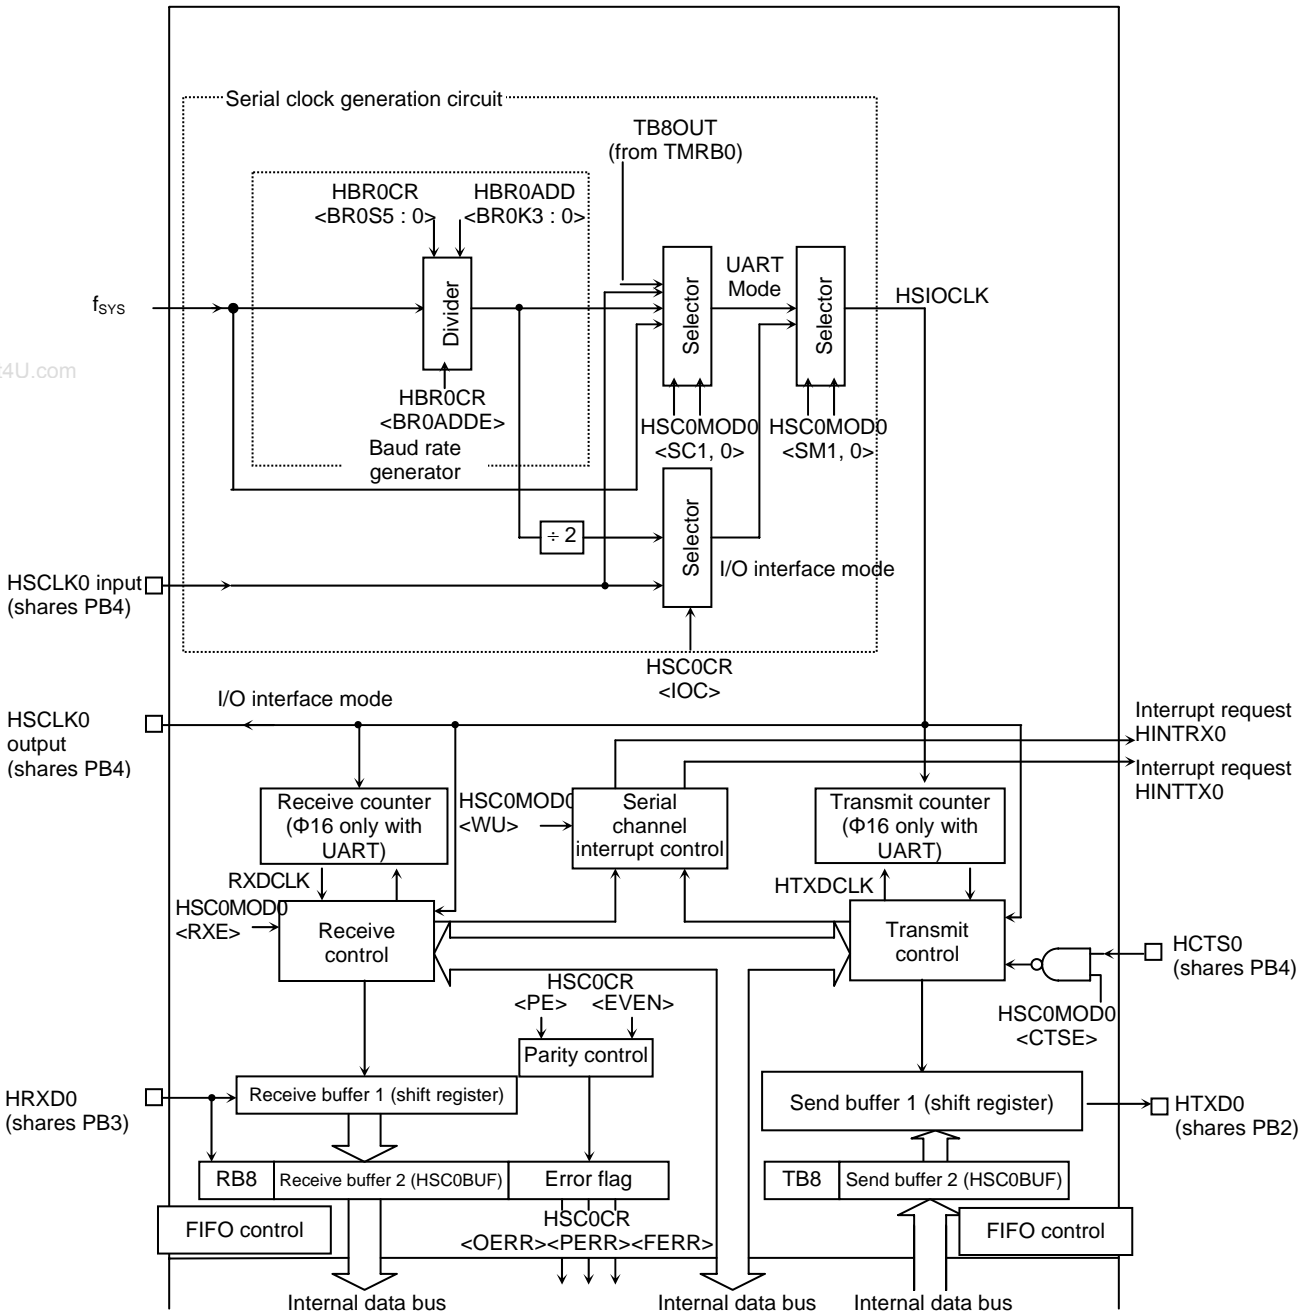 Serial clock generation circuit
TB8OUT
(from TMRB0)
HBR0CR
<BR0S5 : 0>
HBR0ADD
<BR0K3 : 0>
UART
Mode
fSYS
Divider
Selector
Selector
HSIOCLK
t4U.com
HBR0CR
<BR0ADDE>
HSC0MOD0
<SC1, 0>
HSC0MOD0
<SM1, 0>
Baud rate
generator
÷ 2
Selector
I/O interface mode
HSCLK0 input
(shares PB4)
HSC0CR
<IOC>
I/O interface mode
HSCLK0
output
(shares PB4)
Interrupt request
HINTRX0
Interrupt request
HINTTX0
Receive counter
(Φ16 only with
UART)
HSC0MOD0
<WU>
Serial
channel
interrupt control
Transmit counter
(Φ16 only with
UART)
RXDCLK
HTXDCLK
HSC0MOD0
<RXE>
Receive
control
Transmit
control
HCTS0
(shares PB4)
HSC0CR
<PE>
<EVEN>
HSC0MOD0
<CTSE>
Parity control
HRXD0
(shares PB3)
Receive buffer 1 (shift register)
Send buffer 1 (shift register)
HTXD0
(shares PB2)
RB8
Receive buffer 2 (HSC0BUF)
Error flag
TB8
Send buffer 2 (HSC0BUF)
FIFO control
HSC0CR
<OERR><PERR><FERR>
FIFO control
Internal data bus
Internal data bus
Internal data bus